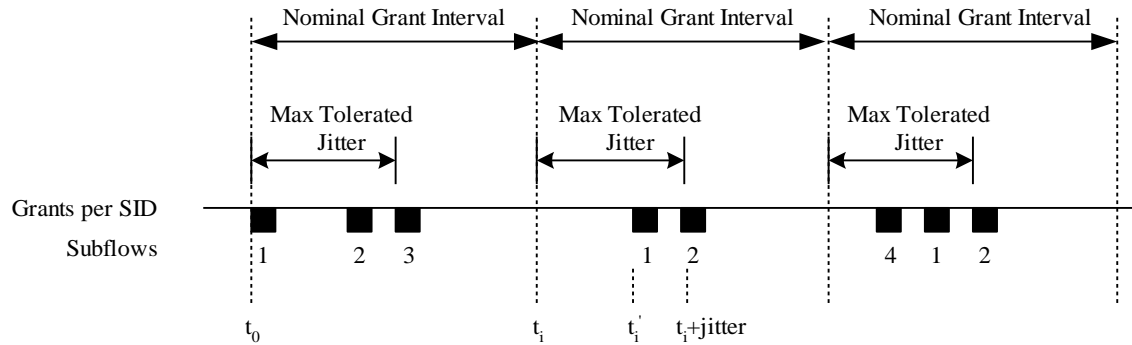 Nominal Grant Interval Nominal Grant Interval Nominal Grant Interval
Max Tolerated Jitter
Max Tolerated Jitter
Max Tolerated Jitter
Grants per SID
Subflows
1 2 3 1 2 4 1 2
t0 ti ti' ti+jitter